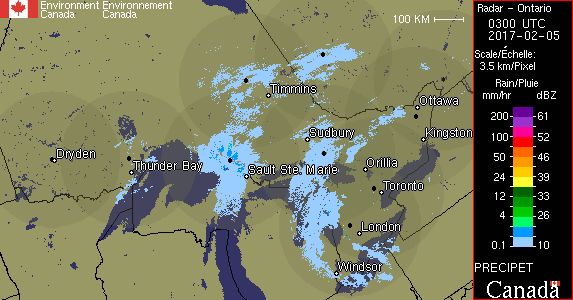 Environment Environnement
Canada Canada
100 KM
Timmins
Ottawa
Sudbury
Kingston
Dryden
Thunder Bay
Sault Ste. Marie
Orillia
Toronto
London
Windsor
Radar - Ontario
0300 UTC
2017-02-05
Scale/Échelle:
3.5 km/Pixel
Rain/Pluie
mm/hr dBZ
200 61
100 52
50 46
24 39
12 33
4 26
0.1 10
PRECIPET
Canada